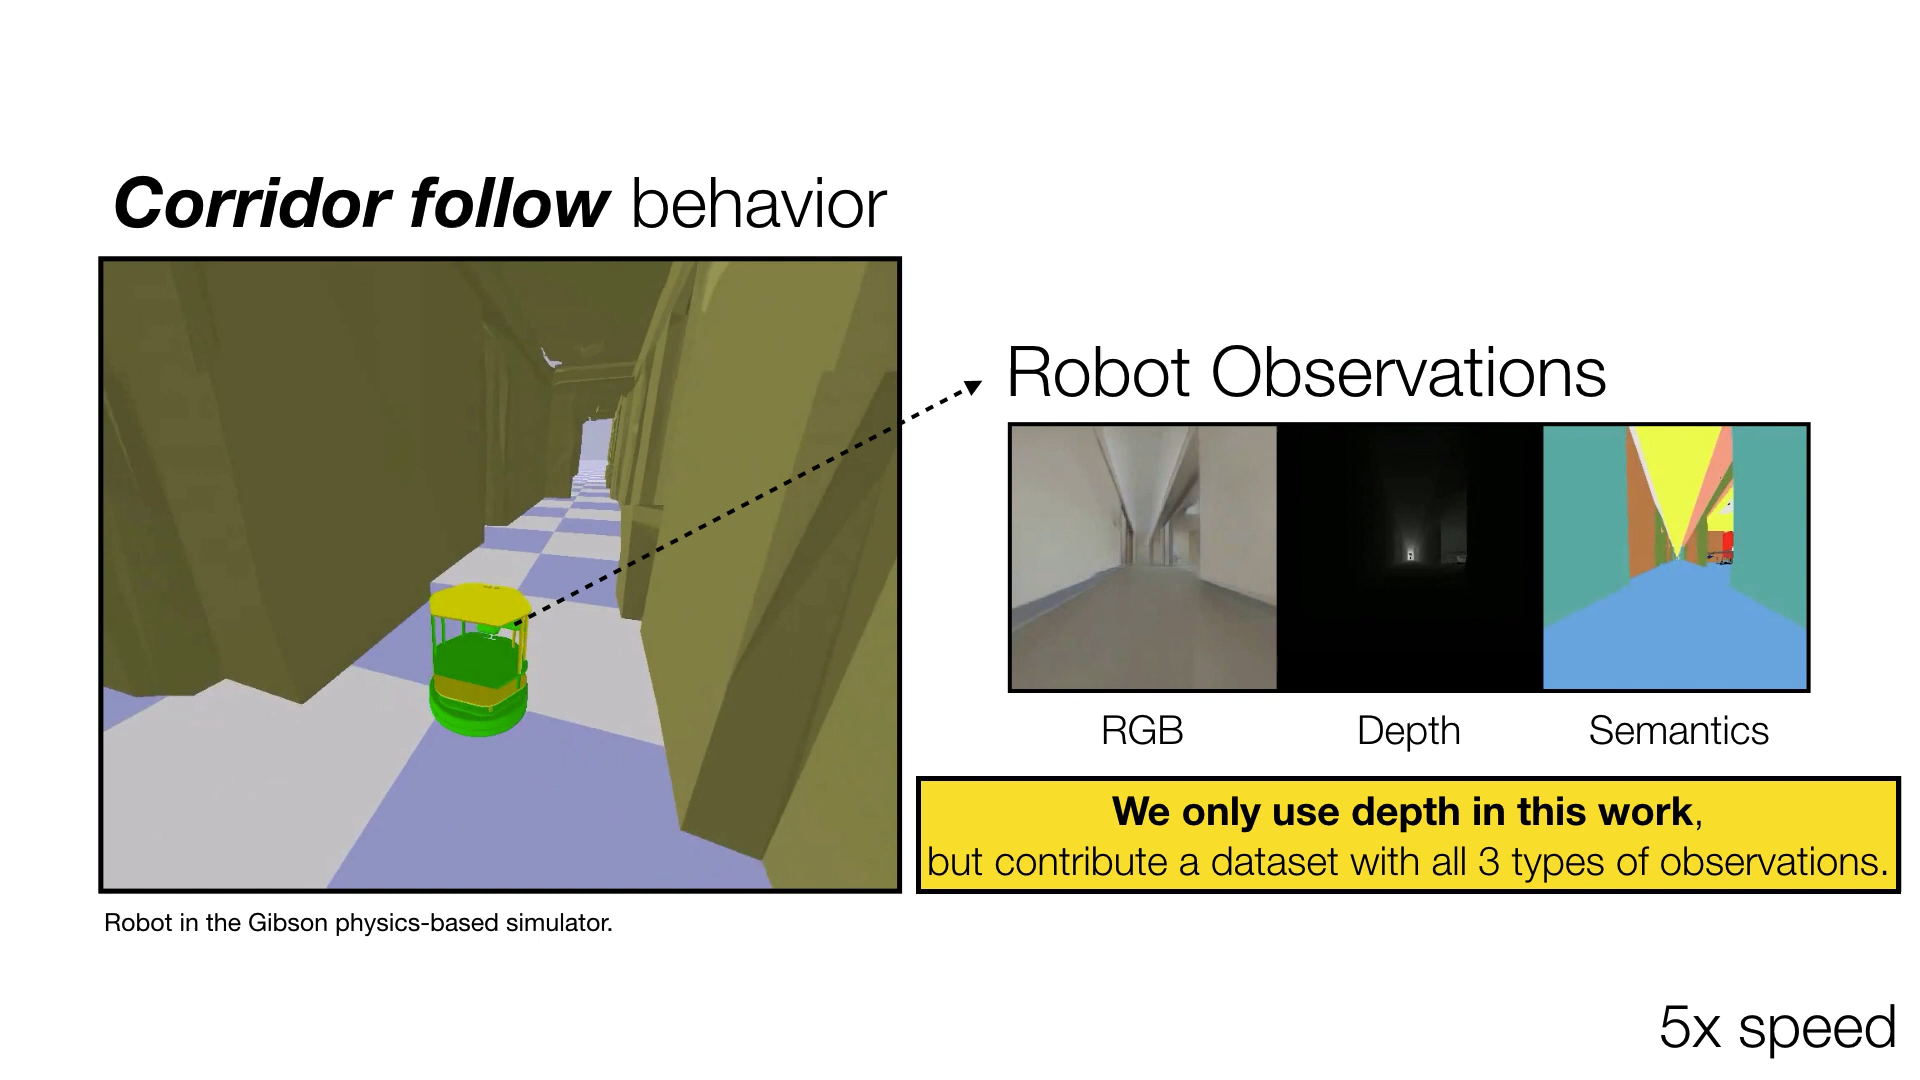 Corridor follow behavior
Robot Observations
RGB
Depth
Semantics
We only use depth in this work,
but contribute a dataset with all 3 types of observations.
Robot in the Gibson physics-based simulator.
5x speed